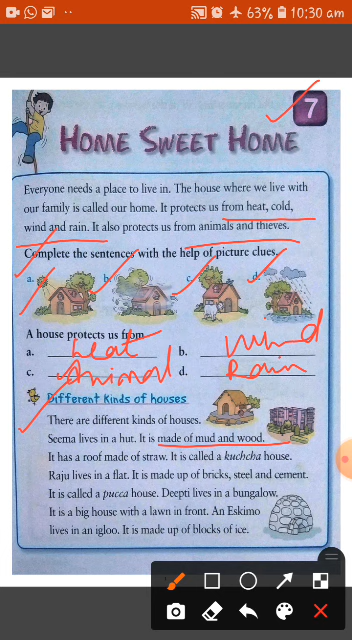 63% 10:30 am
7
HOME SWEET HOME
Everyone needs a place to live in. The house where we live with
our family is called our home. It protects us from heat, cold,
wind and rain. It also protects us from animals and thieves.
Complete the sentences with the help of picture clues.
a. b. c. d.
A house protects us from
a. heat b. Wind
c. Animal d. Rain
Different kinds of houses
There are different kinds of houses.
Seema lives in a hut. It is made of mud and wood.
It has a roof made of straw. It is called a kuchcha house.
Raju lives in a flat. It is made up of bricks, steel and cement.
It is called a pucca house. Deepti lives in a bungalow.
It is a big house with a lawn in front. An Eskimo
lives in an igloo. It is made up of blocks of ice.